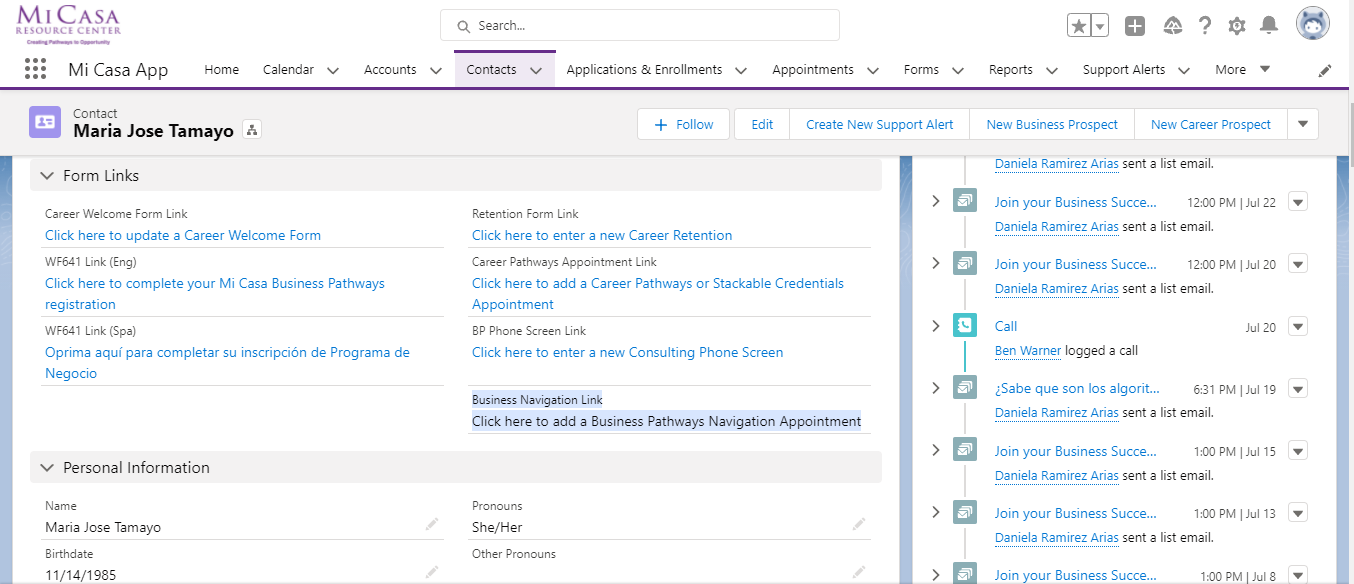 MI CASA
RESOURCE CENTER
Creating Pathways to Opportunity
Search...
Mi Casa App
Home
Calendar
Accounts
Contacts
Applications & Enrollments
Appointments
Forms
Reports
Support Alerts
More
Contact
Maria Jose Tamayo
Follow
Edit
Create New Support Alert
New Business Prospect
New Career Prospect
Form Links
Career Welcome Form Link
Click here to update a Career Welcome Form
Retention Form Link
Click here to enter a new Career Retention
WF641 Link (Eng)
Click here to complete your Mi Casa Business Pathways
registration
Career Pathways Appointment Link
Click here to add a Career Pathways or Stackable Credentials
Appointment
WF641 Link (Spa)
Oprima aquí para completar su inscripción de Programa de
Negocio
BP Phone Screen Link
Click here to enter a new Consulting Phone Screen
Business Navigation Link
Click here to add a Business Pathways Navigation Appointment
Personal Information
Name
Maria Jose Tamayo
Pronouns
She/Her
Birthdate
11/14/1985
Other Pronouns
Daniela Ramirez Arias sent a list email.
Join your Business Succe... 12:00 PM | Jul 22
Daniela Ramirez Arias sent a list email.
Join your Business Succe... 12:00 PM | Jul 20
Daniela Ramirez Arias sent a list email.
Call Jul 20
Ben Warner logged a call
¿Sabe que son los algorit... 6:31 PM | Jul 19
Daniela Ramirez Arias sent a list email.
Join your Business Succe... 1:00 PM | Jul 15
Daniela Ramirez Arias sent a list email.
Join your Business Succe... 1:00 PM | Jul 13
Daniela Ramirez Arias sent a list email.
Join your Business Succe... 1:00 PM | Jul 8